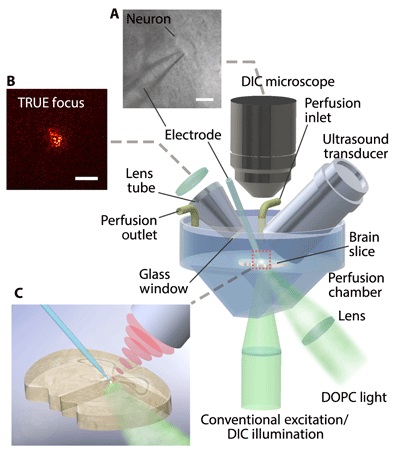 A
Neuron
B
TRUE focus
DIC microscope
Perfusion
inlet
Electrode
Ultrasound
transducer
Lens
tube
Perfusion
outlet
Brain
slice
Glass
window
Perfusion
chamber
C
Lens
DOPC light
Conventional excitation/
DIC illumination